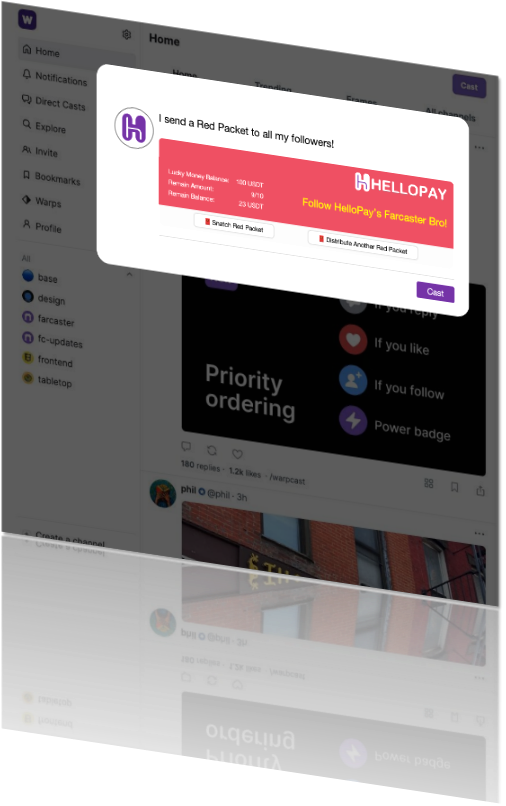 W
Home
Notifications
Direct Casts
Explore
Invite
Bookmarks
Warps
Profile
All
base
design
farcaster
fc-updates
frontend
tabletop
Create a channel
Home
Cast
Home
Trending
Frames
All channels
I send a Red Packet to all my followers!
Lucky Money Balance: 100 USDT
Remain Amount: 9/10
Remain Balance: 23 USDT
HELLOPAY
Follow HelloPay's Farcaster Bro!
Snatch Red Packet
Distribute Another Red Packet
Cast
If you reply
If you like
If you follow
Power badge
Priority
ordering
180 replies · 1.2k likes · /warpcast
phil @phil · 3h